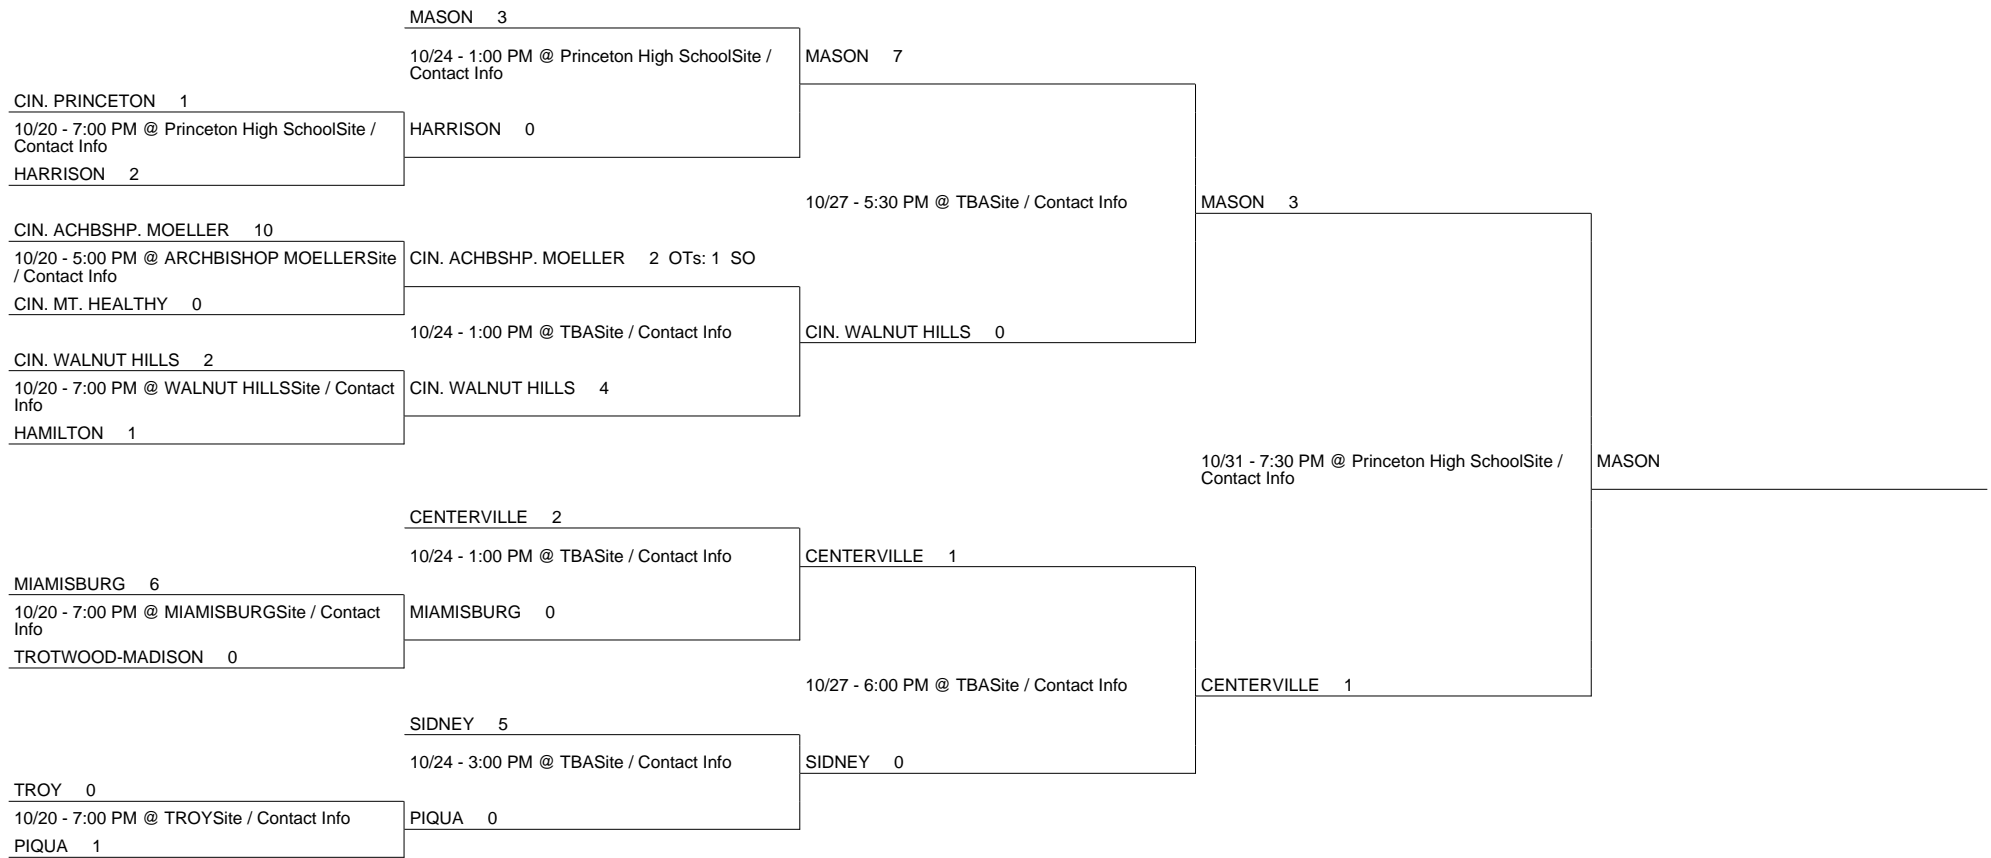 MASON 3
10/24 - 1:00 PM @ Princeton High SchoolSite /
Contact Info
MASON 7
CIN. PRINCETON 1
10/20 - 7:00 PM @ Princeton High SchoolSite /
Contact Info
HARRISON 0
HARRISON 2
10/27 - 5:30 PM @ TBASite / Contact Info
MASON 3
CIN. ACHBSHP. MOELLER 10
10/20 - 5:00 PM @ ARCHBISHOP MOELLERSite
/ Contact Info
CIN. ACHBSHP. MOELLER 2 OTs: 1 SO
CIN. MT. HEALTHY 0
10/24 - 1:00 PM @ TBASite / Contact Info
CIN. WALNUT HILLS 0
CIN. WALNUT HILLS 2
10/20 - 7:00 PM @ WALNUT HILLSSite / Contact
Info
CIN. WALNUT HILLS 4
HAMILTON 1
10/31 - 7:30 PM @ Princeton High SchoolSite /
Contact Info
MASON
CENTERVILLE 2
10/24 - 1:00 PM @ TBASite / Contact Info
CENTERVILLE 1
MIAMISBURG 6
10/20 - 7:00 PM @ MIAMISBURGSite / Contact
Info
MIAMISBURG 0
TROTWOOD-MADISON 0
10/27 - 6:00 PM @ TBASite / Contact Info
CENTERVILLE 1
SIDNEY 5
10/24 - 3:00 PM @ TBASite / Contact Info
SIDNEY 0
TROY 0
10/20 - 7:00 PM @ TROYSite / Contact Info
PIQUA 0
PIQUA 1